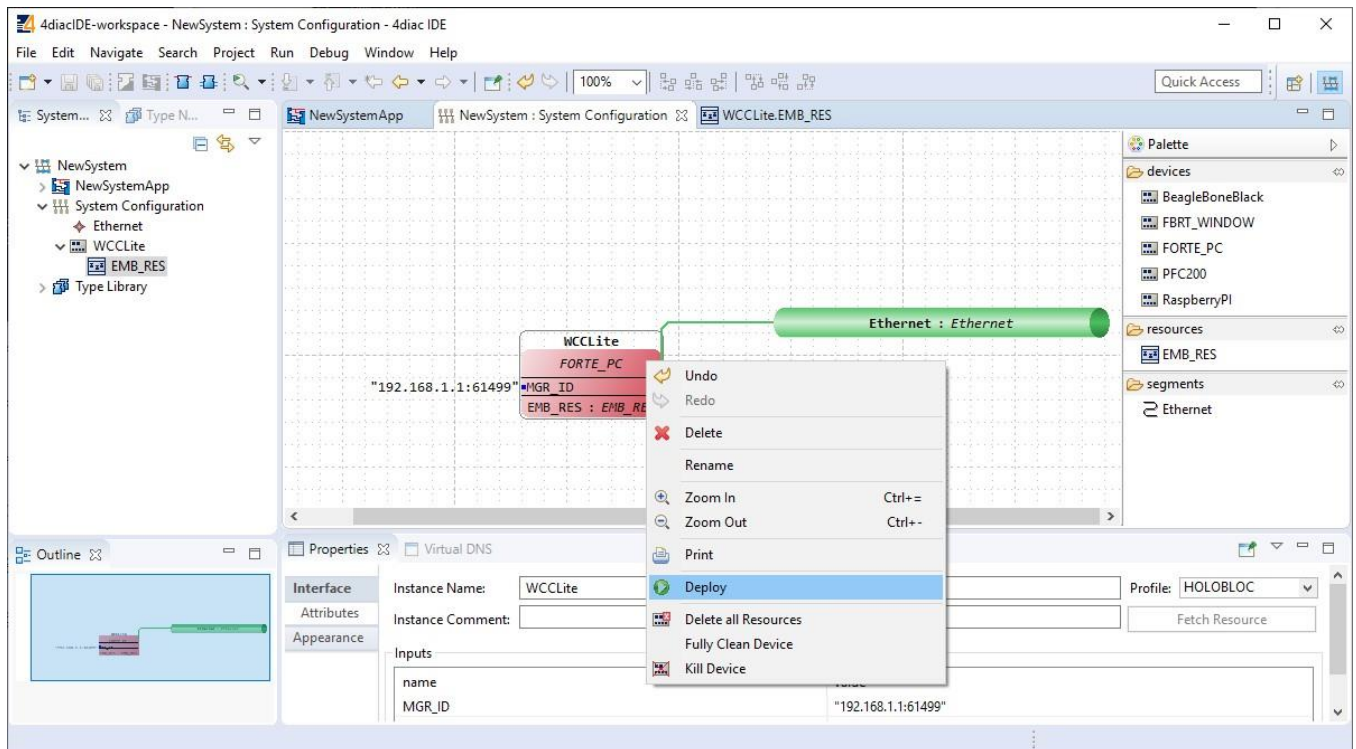 4diacIDE-workspace - NewSystem : System Configuration - 4diac IDE
File Edit Navigate Search Project Run Debug Window Help
100%
Quick Access
System... Type N...
NewSystemApp NewSystem : System Configuration WCCLite.EMB_RES
NewSystem
NewSystemApp
System Configuration
Ethernet
WCCLite
EMB_RES
Type Library
Palette
devices
BeagleBoneBlack
FBRT_WINDOW
FORTE_PC
PFC200
RaspberryPI
resources
EMB_RES
segments
Ethernet
Ethernet : Ethernet
WCCLite
FORTE_PC
"192.168.1.1:61499" MGR_ID
EMB_RES : EMB_RE
Undo
Redo
Delete
Rename
Zoom In Ctrl+=
Zoom Out Ctrl+-
Print
Deploy
Delete all Resources
Fully Clean Device
Kill Device
Outline
Properties Virtual DNS
Interface
Attributes
Appearance
Instance Name: WCCLite
Instance Comment:
Profile: HOLOBLOC
Fetch Resource
Inputs
name
MGR_ID "192.168.1.1:61499"